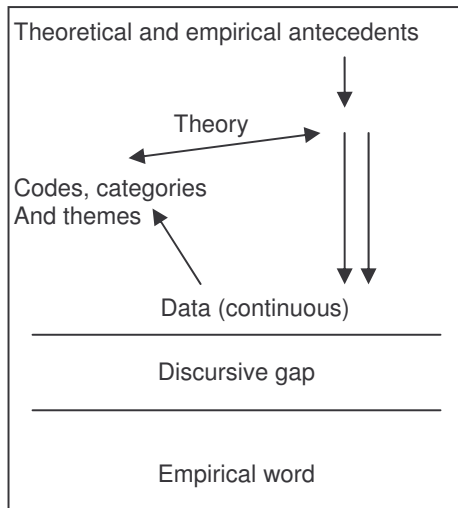 Theoretical and empirical antecedents
Theory
Codes, categories
And themes
Data (continuous)
Discursive gap
Empirical word